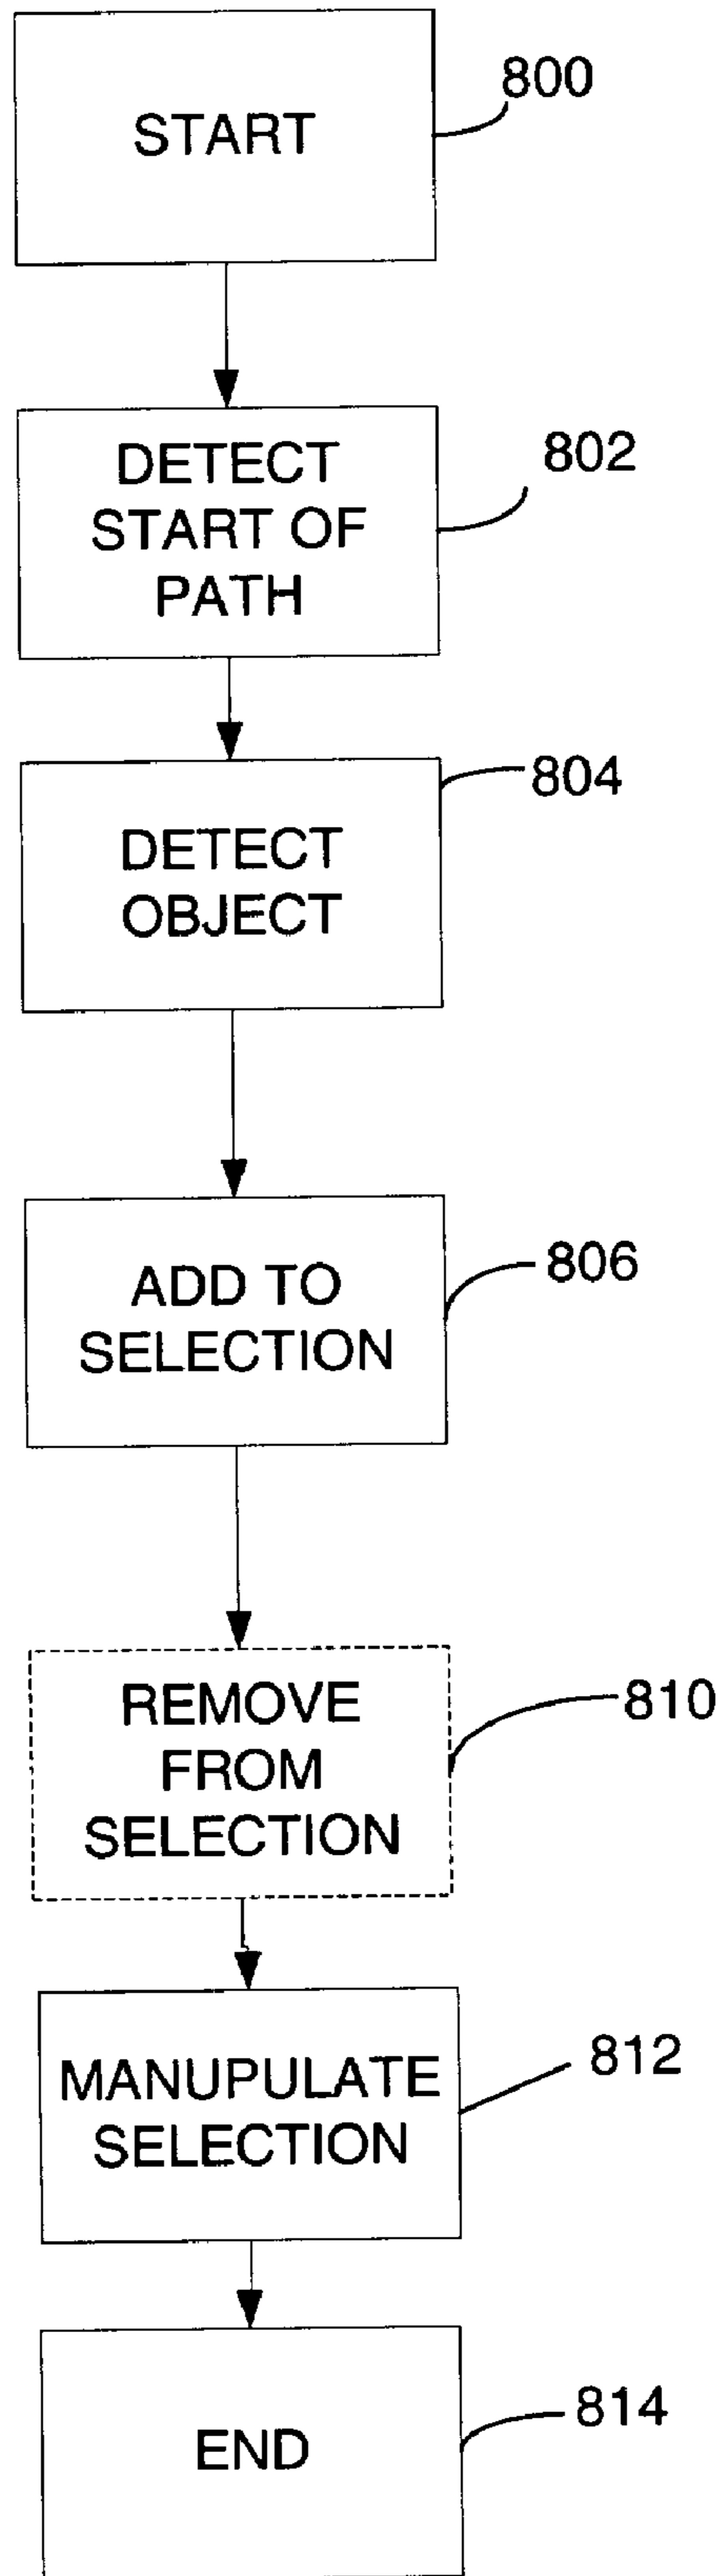 START
800
DETECT
START OF
PATH
802
DETECT
OBJECT
804
ADD TO
SELECTION
806
REMOVE
FROM
SELECTION
810
MANUPULATE
SELECTION
812
END
814